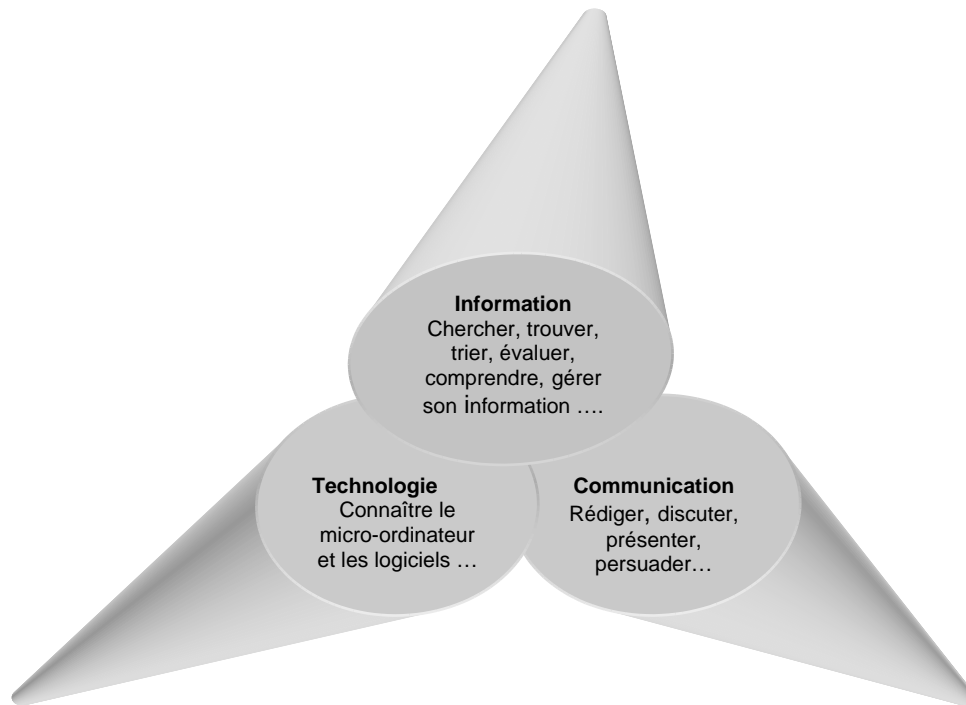 Information
Chercher, trouver,
trier, évaluer,
comprendre, gérer
son information ….
Technologie
Connaître le
micro-ordinateur
et les logiciels …
Communication
Rédiger, discuter,
présenter,
persuader…